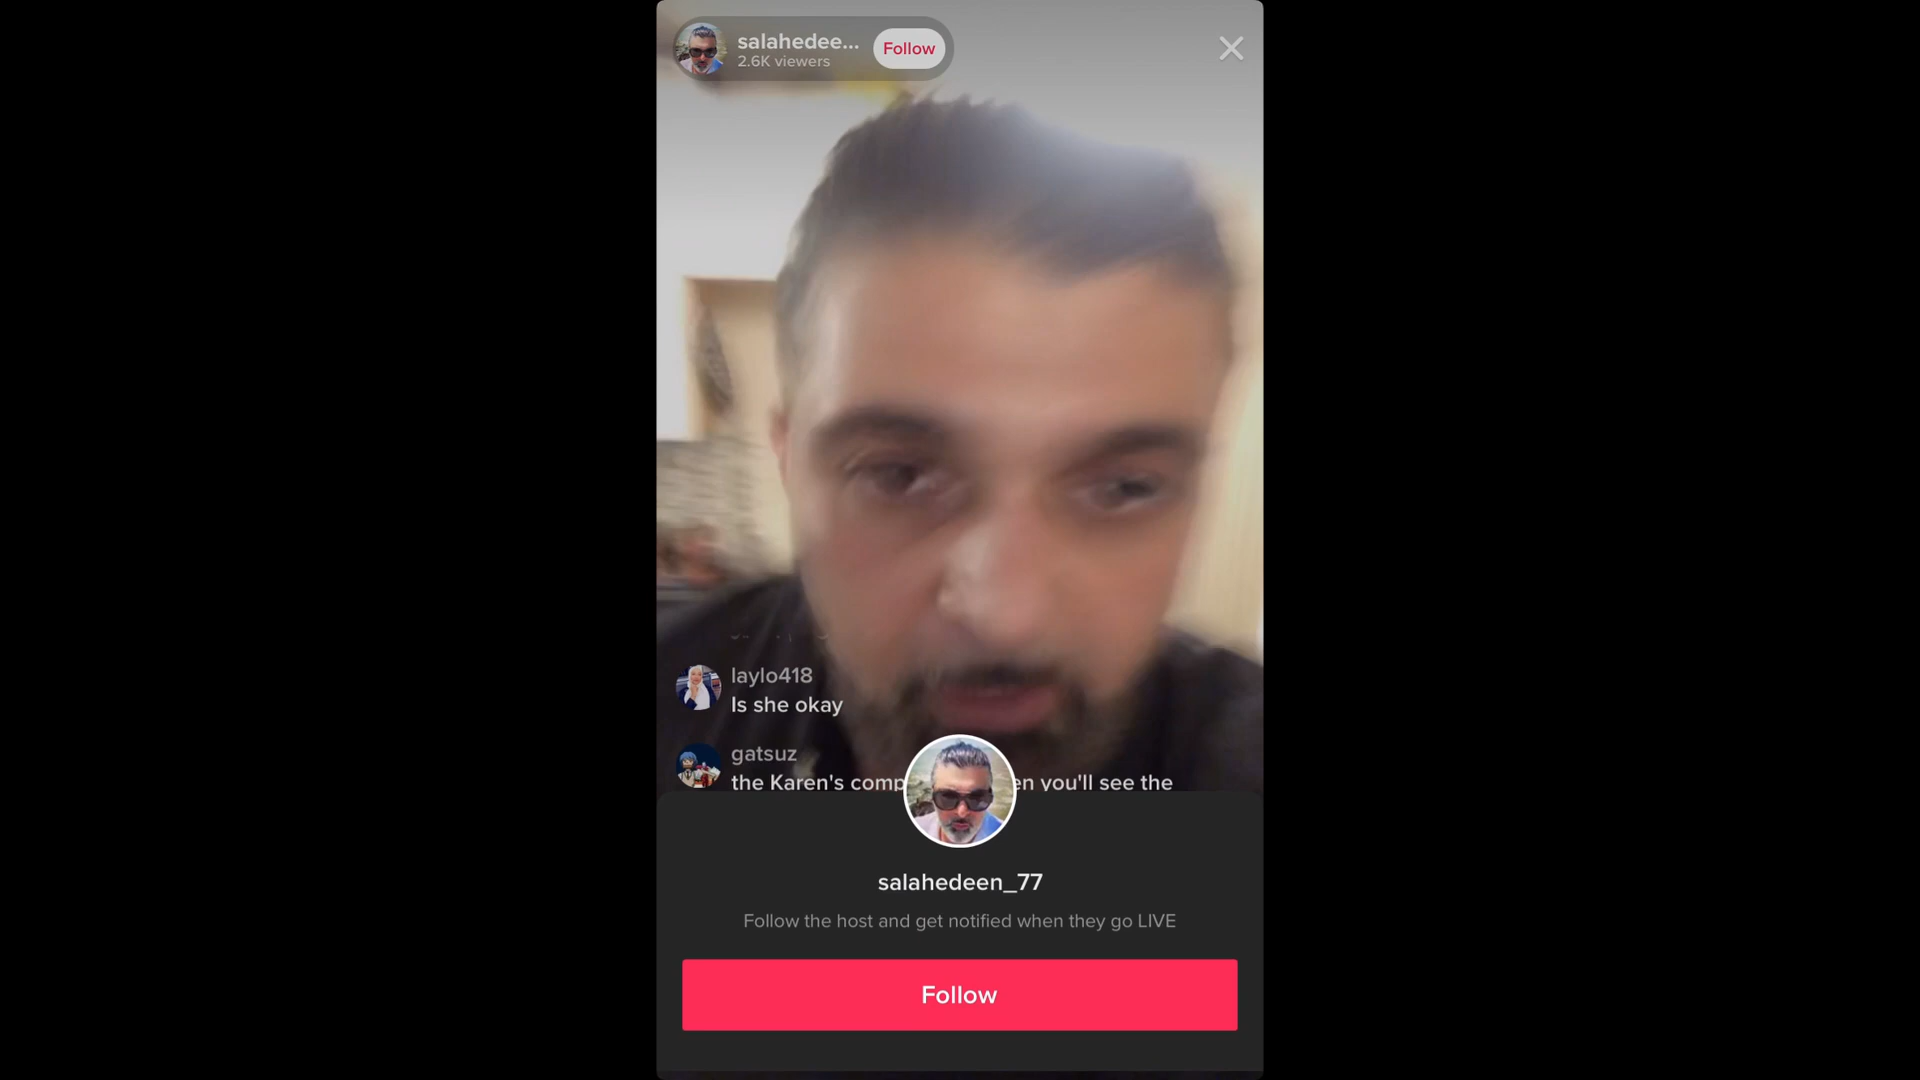 salahedee...
2.6K viewers
Follow
laylo418
Is she okay
gatsuz
the Karen's comp
en you'll see the
salahedeen_77
Follow the host and get notified when they go LIVE
Follow